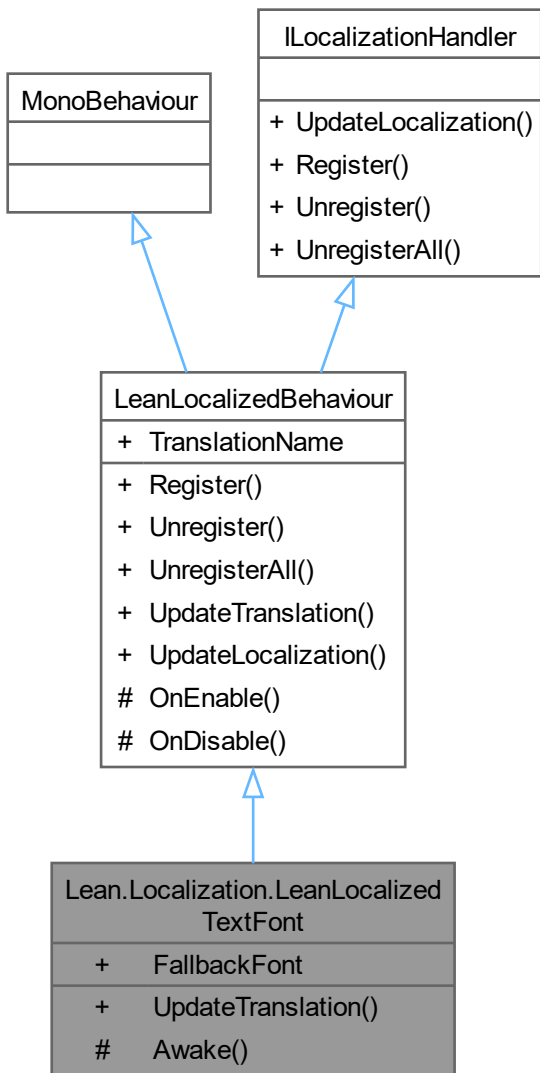 ILocalizationHandler
+ UpdateLocalization()
+ Register()
+ Unregister()
+ UnregisterAll()
MonoBehaviour
LeanLocalizedBehaviour
+ TranslationName
+ Register()
+ Unregister()
+ UnregisterAll()
+ UpdateTranslation()
+ UpdateLocalization()
# OnEnable()
# OnDisable()
Lean.Localization.LeanLocalized
TextFont
+ FallbackFont
+ UpdateTranslation()
# Awake()